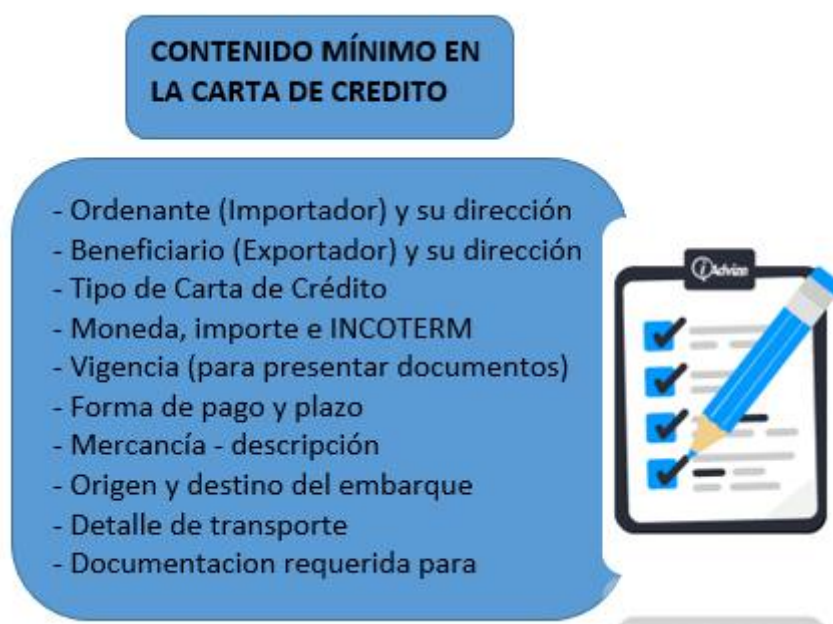 CONTENIDO MÍNIMO EN
LA CARTA DE CREDITO
- Ordenante (Importador) y su dirección
- Beneficiario (Exportador) y su dirección
- Tipo de Carta de Crédito
- Moneda, importe e INCOTERM
- Vigencia (para presentar documentos)
- Forma de pago y plazo
- Mercancía - descripción
- Origen y destino del embarque
- Detalle de transporte
- Documentacion requerida para
iAdvize